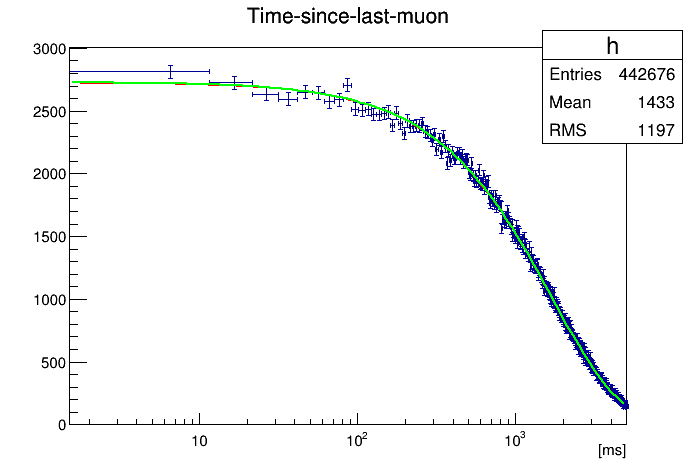 Time-since-last-muon
h
Entries 442676
Mean 1433
RMS 1197
3000
2500
2000
1500
1000
500
0
10
10²
10³
[ms]